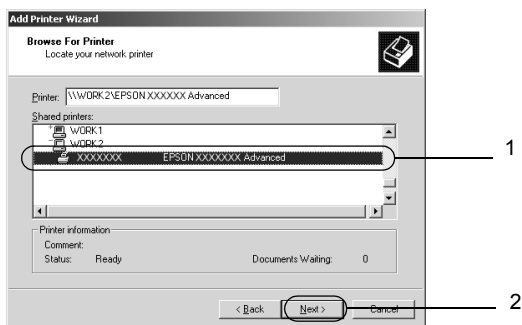 Add Printer Wizard
Browse For Printer
Locate your network printer
Printer: \\WORK2\EPSON XXXXXX Advanced
Shared printers:
WORK1
WORK2
XXXXXXX EPSON XXXXXXX Advanced
1
Printer information
Comment:
Status: Ready Documents Waiting: 0
< Back Next > Cancel
2